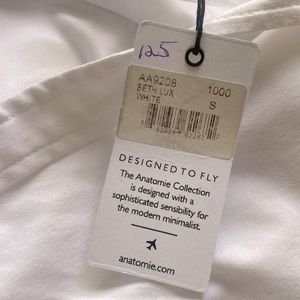 125
AA92D8 1000
BETH LUX
WHITE S
DESIGNED TO FLY
The Anatomie Collection
is designed with a
sophisticated sensibility for
the modern minimalist.
anatomie.com